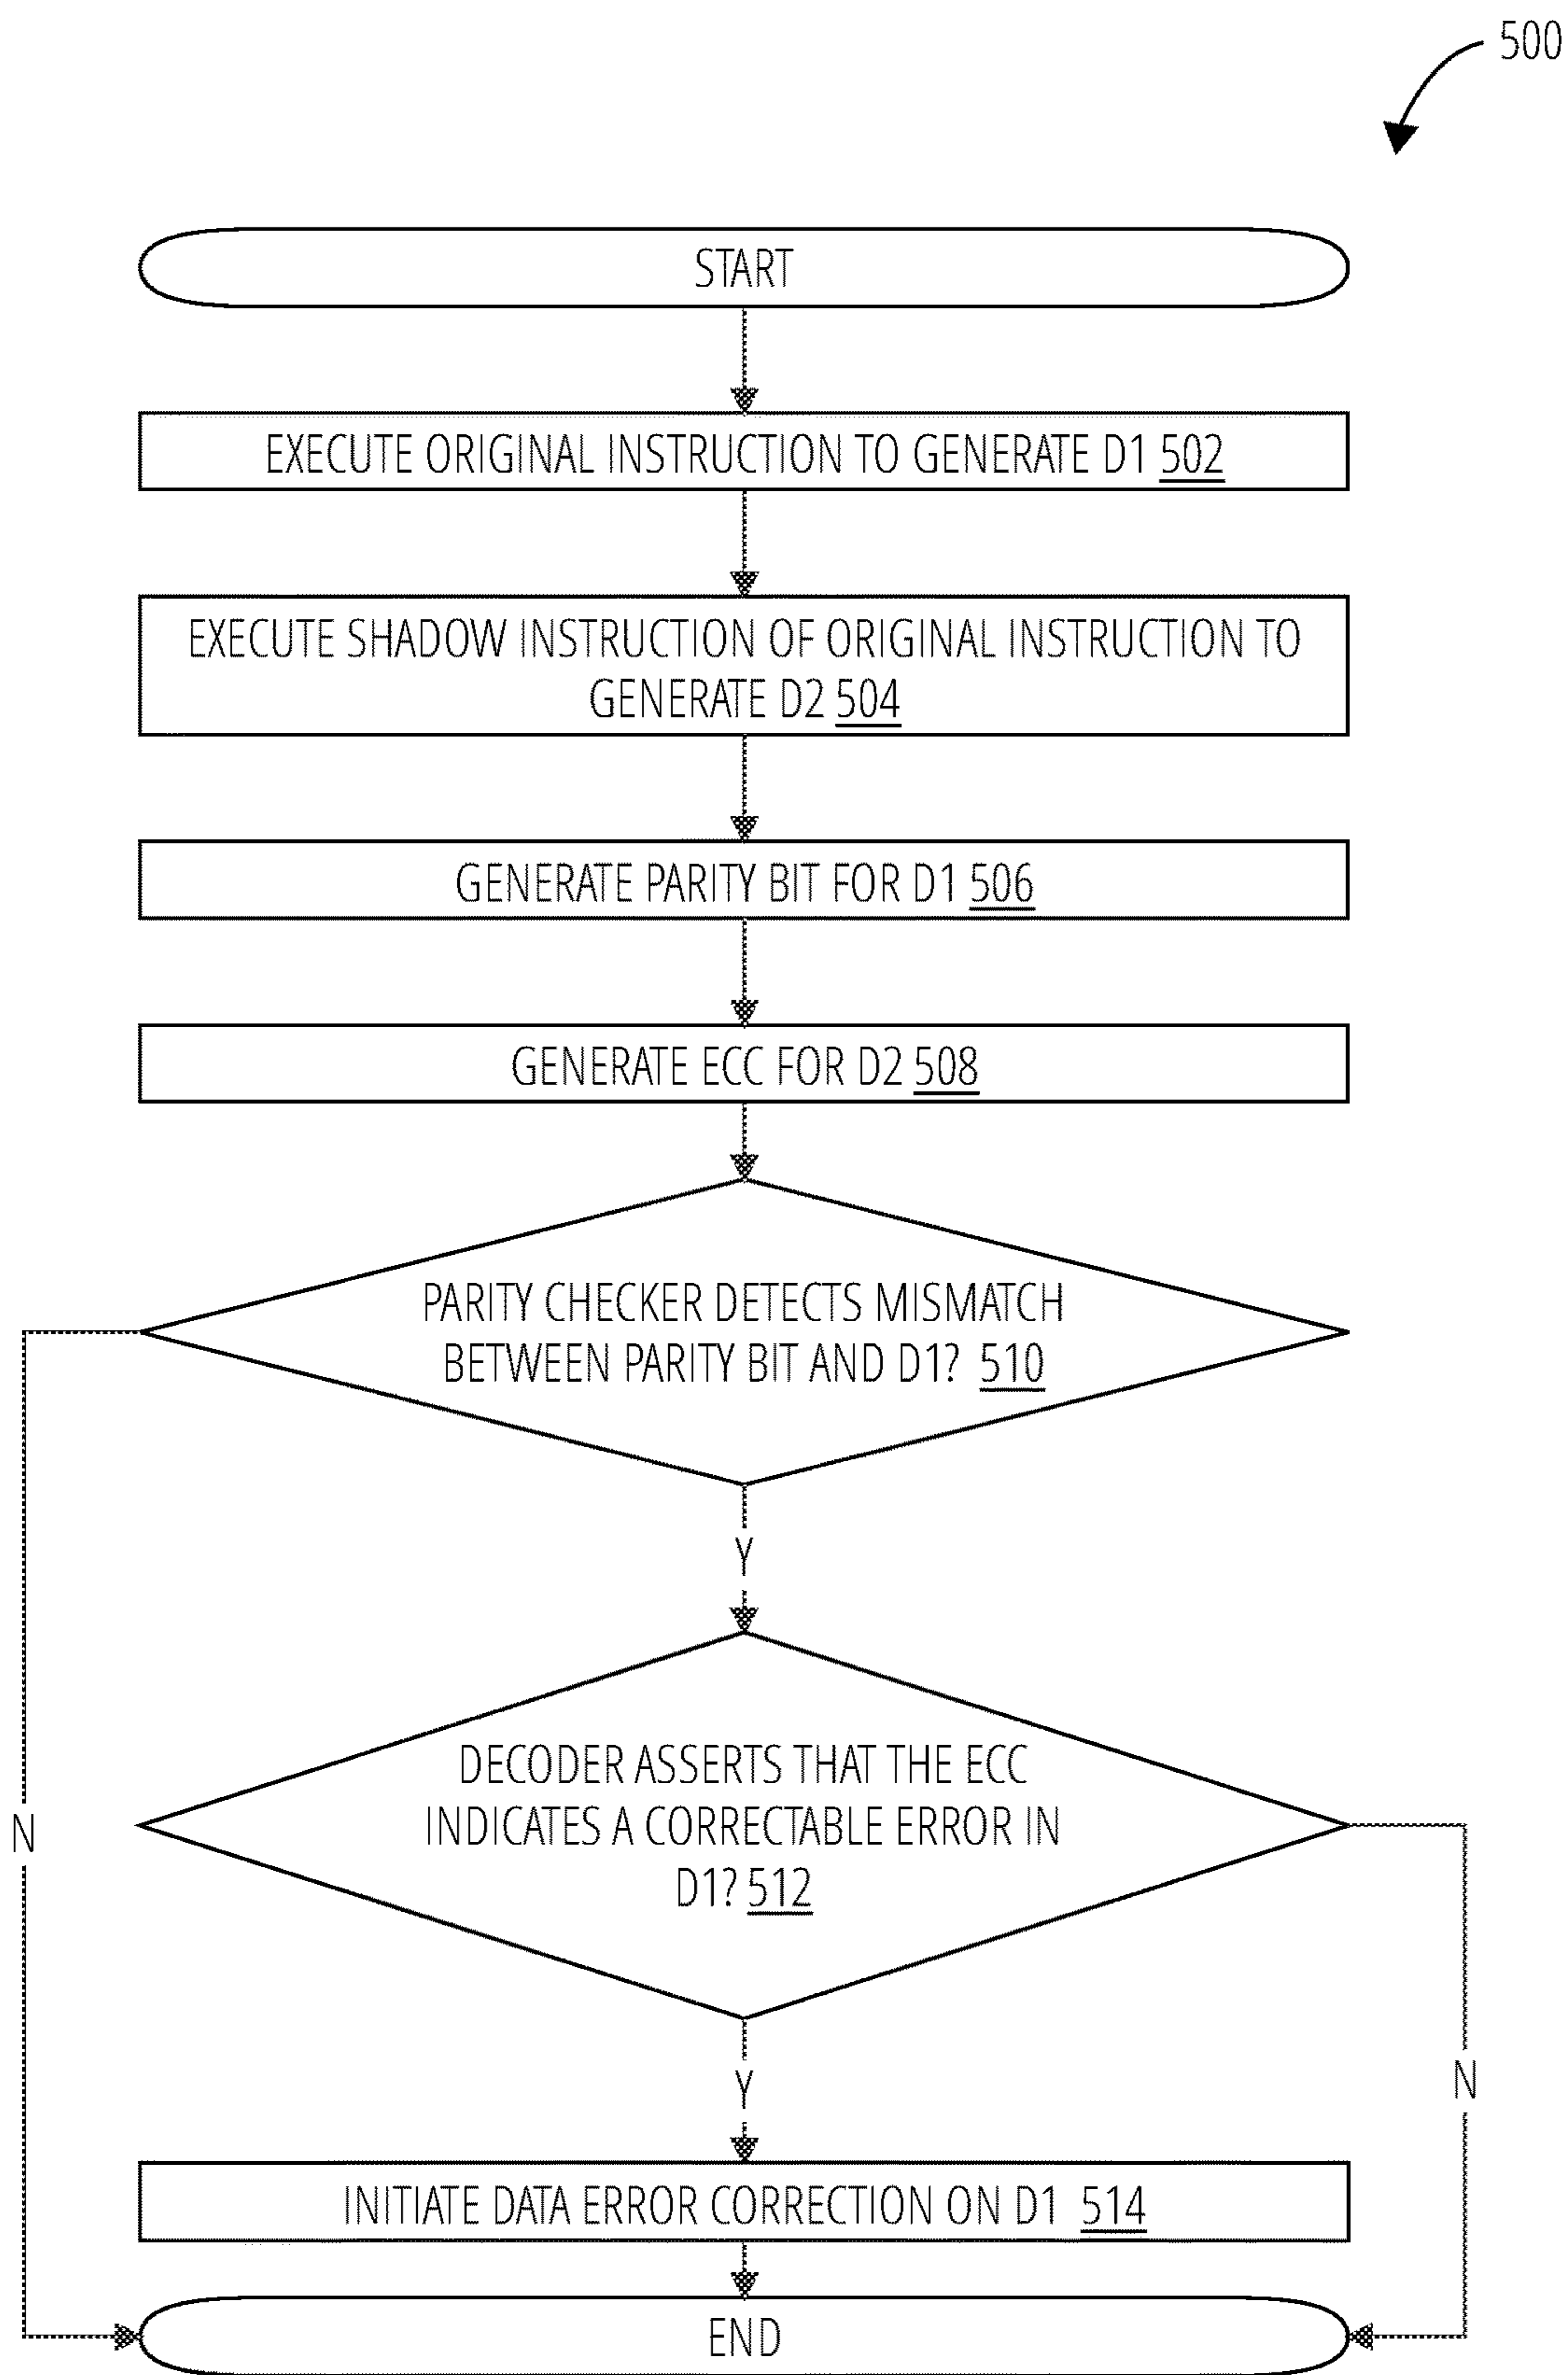 500
START
EXECUTE ORIGINAL INSTRUCTION TO GENERATE D1 502
EXECUTE SHADOW INSTRUCTION OF ORIGINAL INSTRUCTION TO
GENERATE D2 504
GENERATE PARITY BIT FOR D1 506
GENERATE ECC FOR D2 508
PARITY CHECKER DETECTS MISMATCH
BETWEEN PARITY BIT AND D1? 510
Y
DECODER ASSERTS THAT THE ECC
INDICATES A CORRECTABLE ERROR IN
D1? 512
N
Y
N
INITIATE DATA ERROR CORRECTION ON D1 514
END